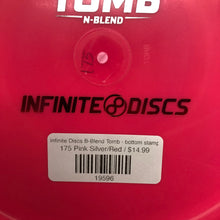 TOMB
N-BLEND
INFINITE DISCS
Infinite Discs B-Blend Tomb - bottom stamp
175 Pink Silver/Red / $14.99
19596